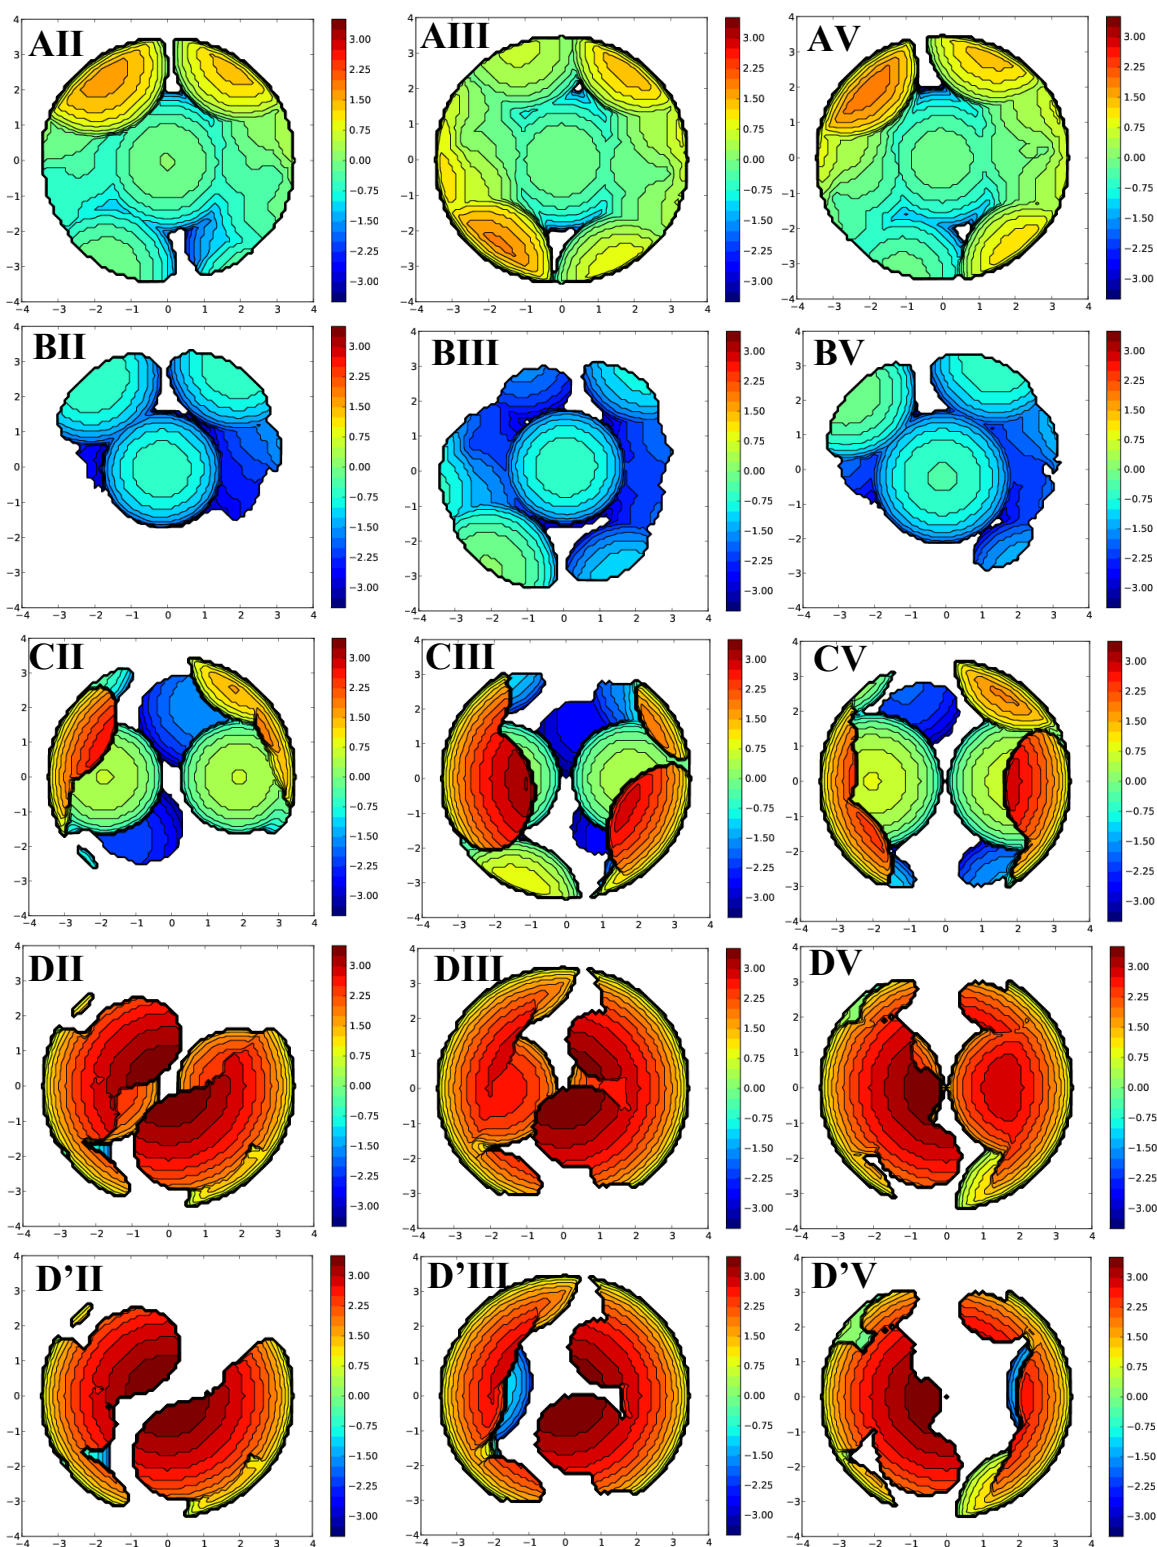 AII AIII AV
BII BIII BV
CII CIII CV
DII DIII DV
D'II D'III D'V
4 3 2 1 0 −1 −2 −3 −4
−4 −3 −2 −1 0 1 2 3 4
3.00 2.25 1.50 0.75 0.00 −0.75 −1.50 −2.25 −3.00